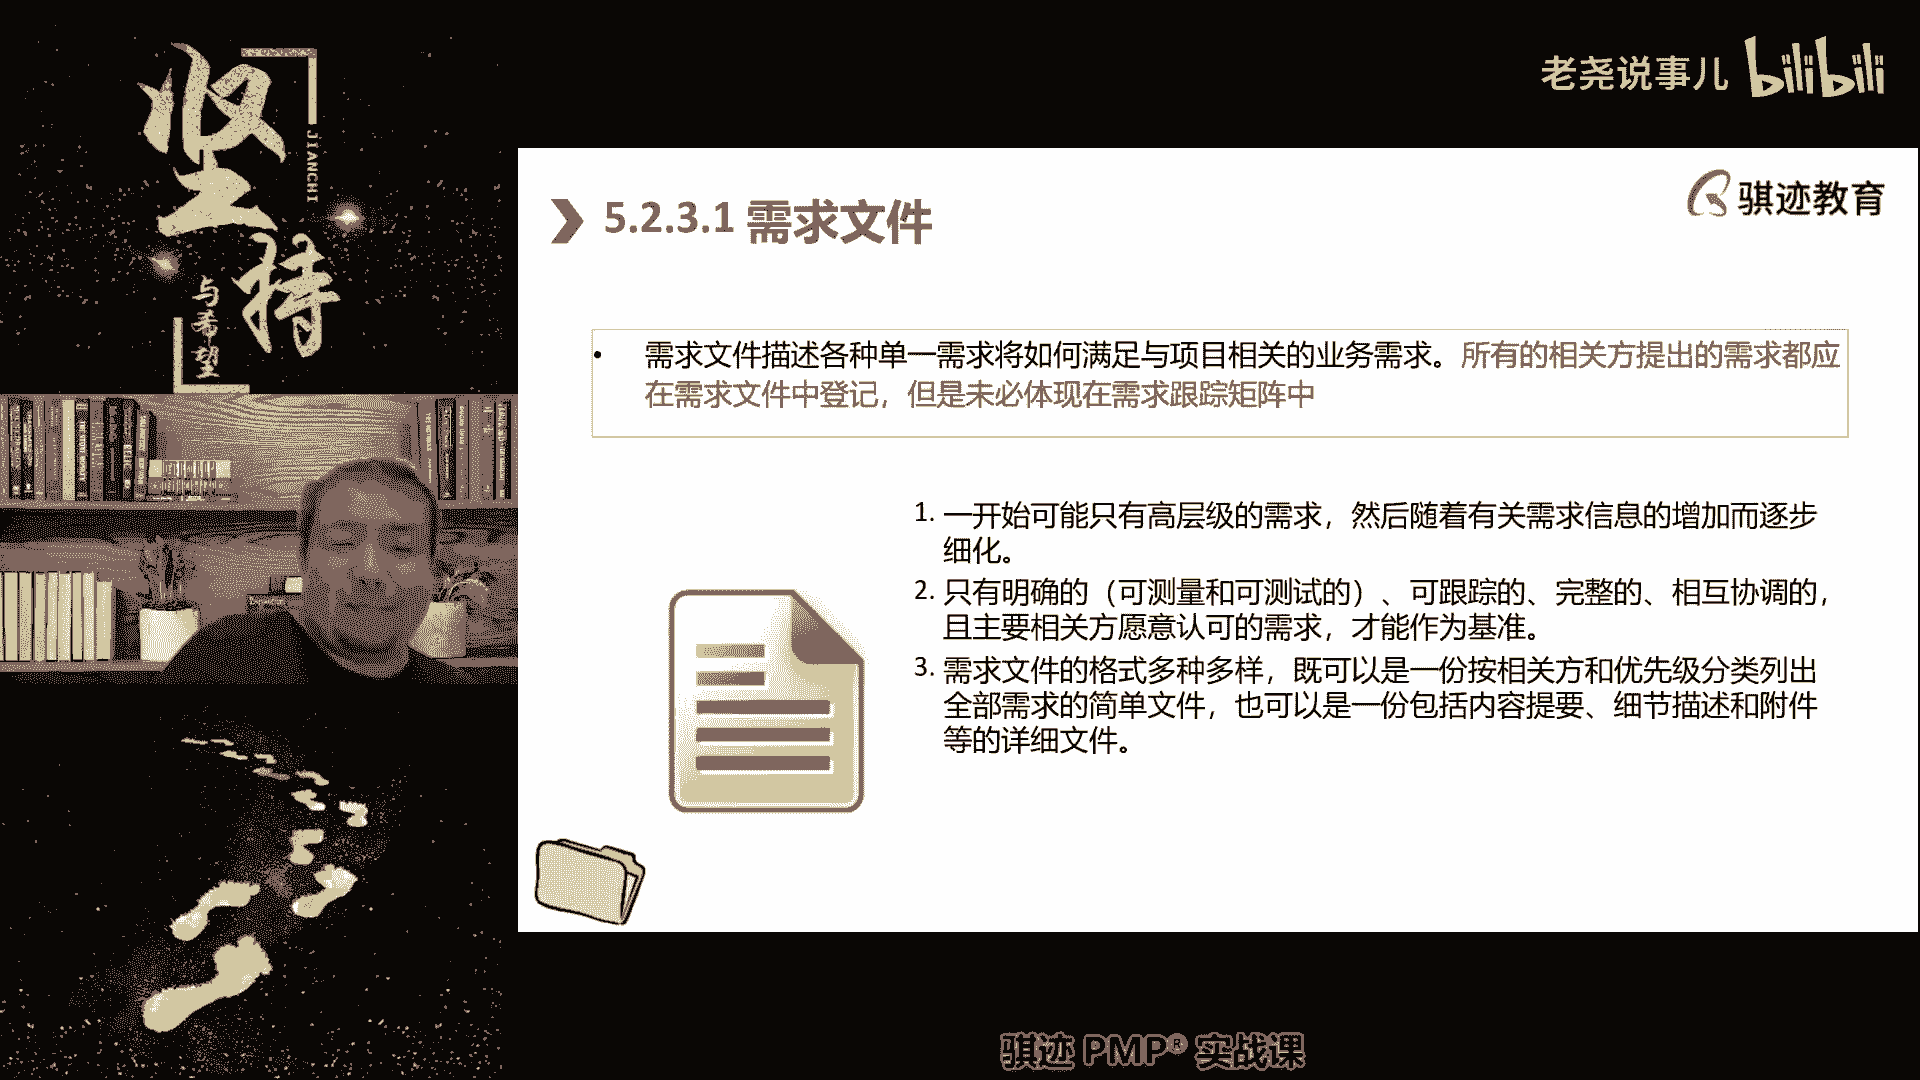 坚持
JIANCHI
与希望
老尧说事儿 bilibili
骐迹教育
5.2.3.1 需求文件
• 需求文件描述各种单一需求将如何满足与项目相关的业务需求。所有的相关方提出的需求都应
在需求文件中登记，但是未必体现在需求跟踪矩阵中
1. 一开始可能只有高层级的需求，然后随着有关需求信息的增加而逐步
细化。
2. 只有明确的（可测量和可测试的）、可跟踪的、完整的、相互协调的，
且主要相关方愿意认可的需求，才能作为基准。
3. 需求文件的格式多种多样，既可以是一份按相关方和优先级分类列出
全部需求的简单文件，也可以是一份包括内容提要、细节描述和附件
等的详细文件。
骐迹 PMP® 实战课